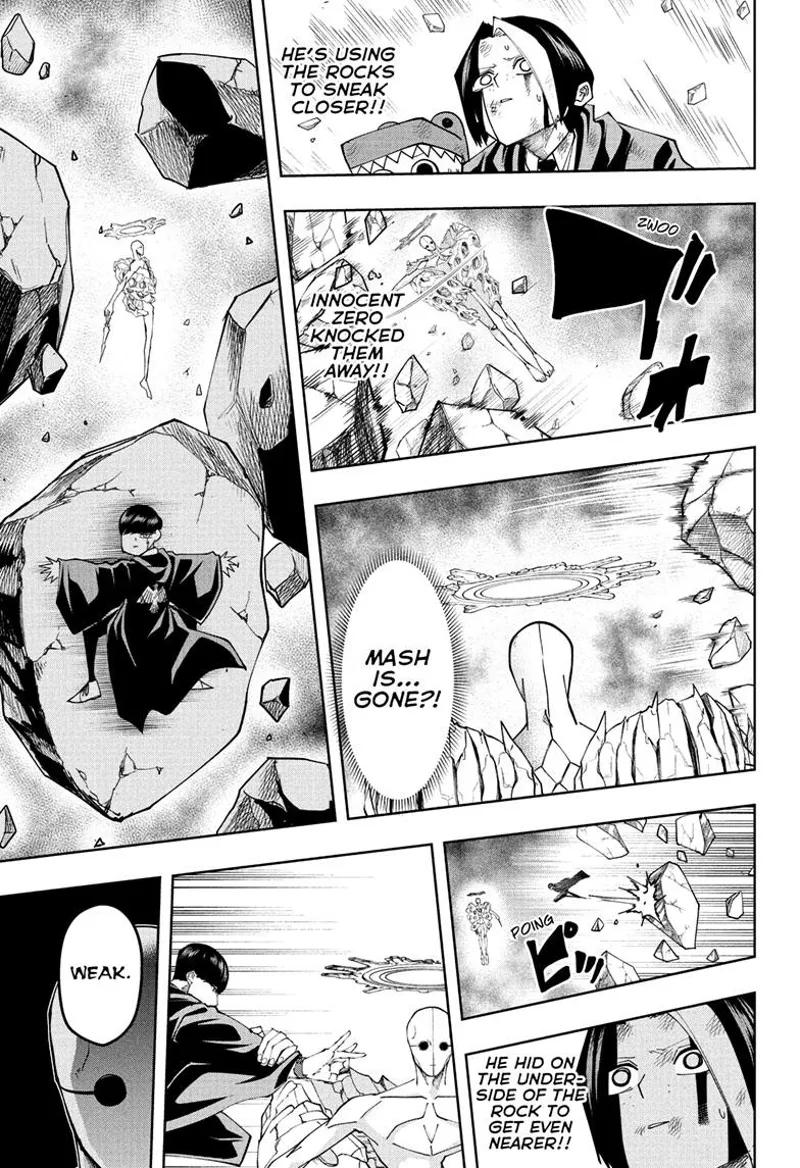 HE'S USING
THE ROCKS
TO SNEAK
CLOSER!!
ZWOO
INNOCENT
ZERO
KNOCKED
THEM
AWAY!!
MASH
IS...
GONE?!
POING
ピ
HE HID ON
THE UNDER-
SIDE OF THE
ROCK TO
GET EVEN
NEARER!!
WEAK.